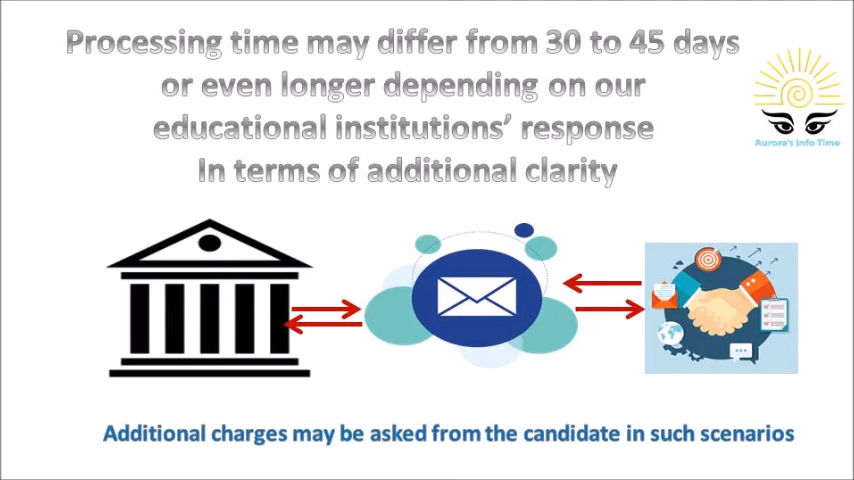 Processing time may differ from 30 to 45 days
or even longer depending on our
educational institutions’ response
In terms of additional clarity
Aurora's Info Time
Additional charges may be asked from the candidate in such scenarios